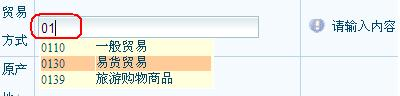 贸易
方式
01
请输入内容
0110 一般贸易
0130 易货贸易
0139 旅游购物商品
原产